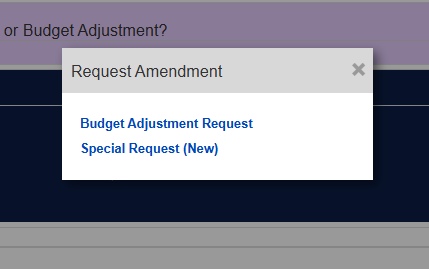 or Budget Adjustment?
Request Amendment
Budget Adjustment Request
Special Request (New)